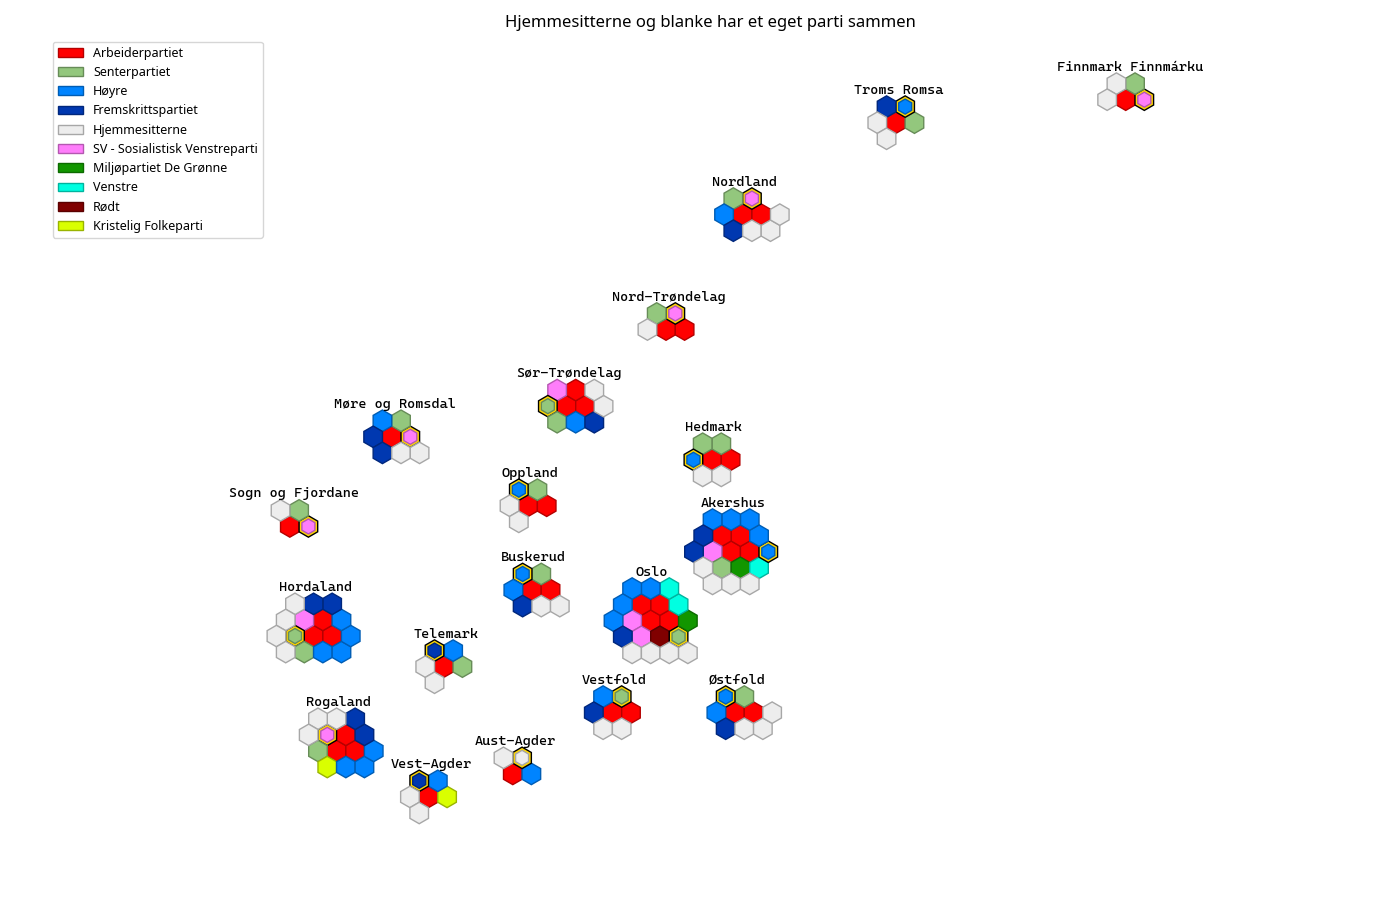 Hjemmesitterne og blanke har et eget parti sammen
Arbeiderpartiet
Senterpartiet
Høyre
Fremskrittspartiet
Hjemmesitterne
SV - Sosialistisk Venstreparti
Miljøpartiet De Grønne
Venstre
Rødt
Kristelig Folkeparti
Finnmark Finnmárku
Troms Romsa
Nordland
Nord-Trøndelag
Sør-Trøndelag
Møre og Romsdal
Hedmark
Oppland
Sogn og Fjordane
Akershus
Buskerud
Oslo
Hordaland
Telemark
Vestfold
Østfold
Rogaland
Aust-Agder
Vest-Agder